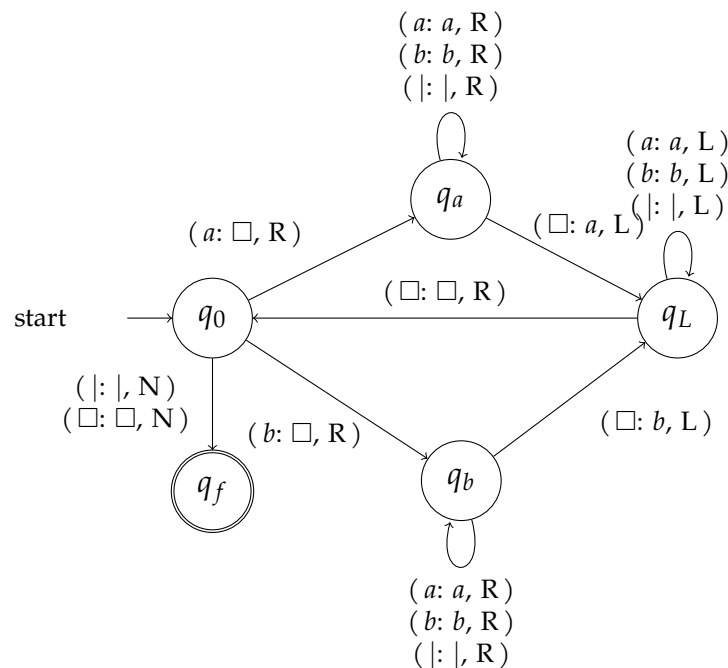 ( a: a, R )
( b: b, R )
( |: |, R )
( a: a, L )
( b: b, L )
( |: |, L )
q_a
( a: □, R )
( □: a, L )
( □: □, R )
start
q_0
q_L
( |: |, N )
( □: □, N )
( b: □, R )
( □: b, L )
q_f
q_b
( a: a, R )
( b: b, R )
( |: |, R )